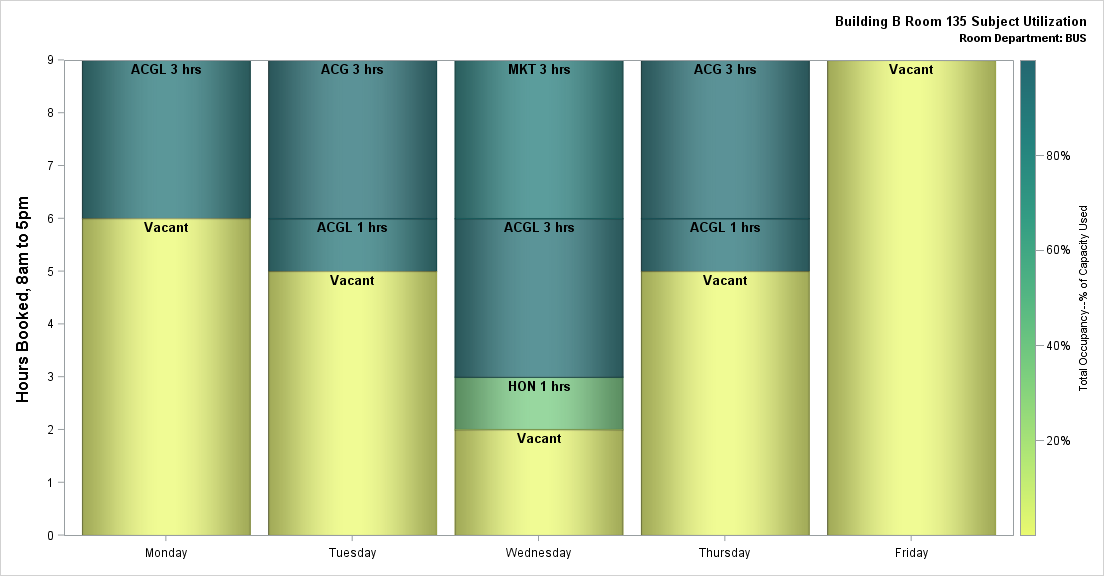 Building B Room 135 Subject Utilization
Room Department: BUS
Hours Booked, 8am to 5pm
9
8
7
6
5
4
3
2
1
0
ACGL 3 hrs
Vacant
ACG 3 hrs
ACGL 1 hrs
Vacant
MKT 3 hrs
ACGL 3 hrs
HON 1 hrs
Vacant
ACG 3 hrs
ACGL 1 hrs
Vacant
Vacant
Monday
Tuesday
Wednesday
Thursday
Friday
80%
60%
40%
20%
Total Occupancy--% of Capacity Used